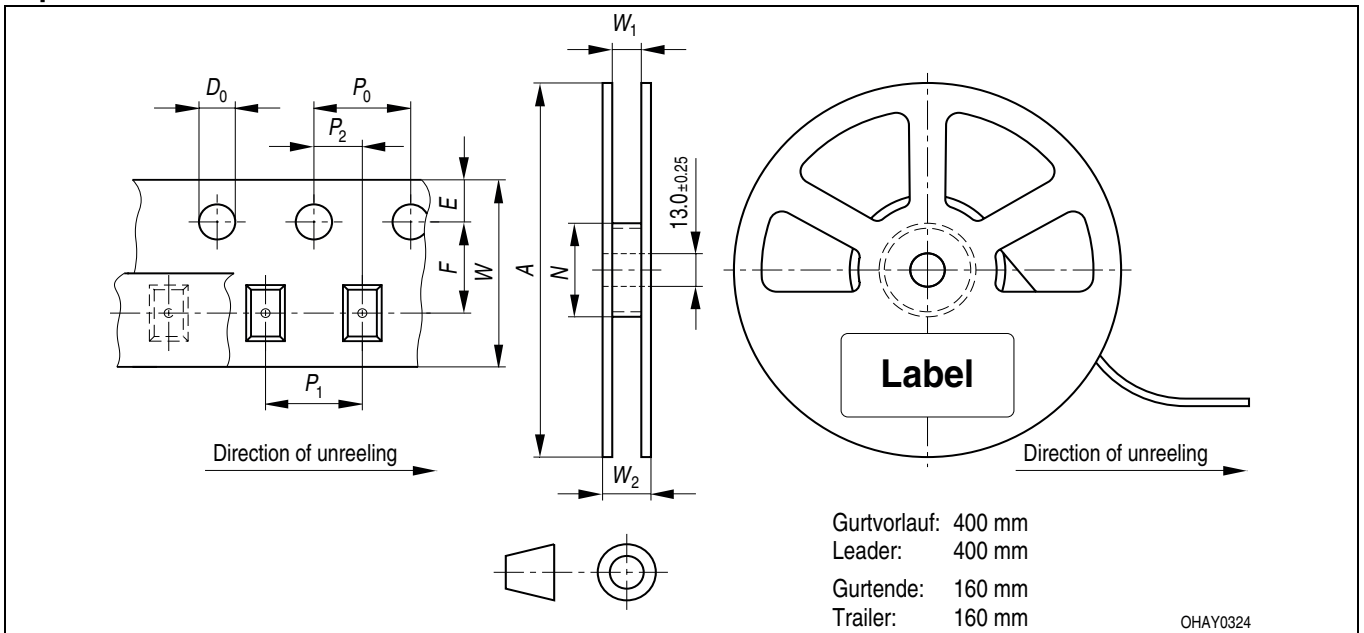 W₁
D₀
P₀
P₂
E
F
W
A
N
13.0±0.25
P₁
W₂
Label
Direction of unreeling
Direction of unreeling
Gurtvorlauf: 400 mm
Leader: 400 mm
Gurtende: 160 mm
Trailer: 160 mm
OHAY0324